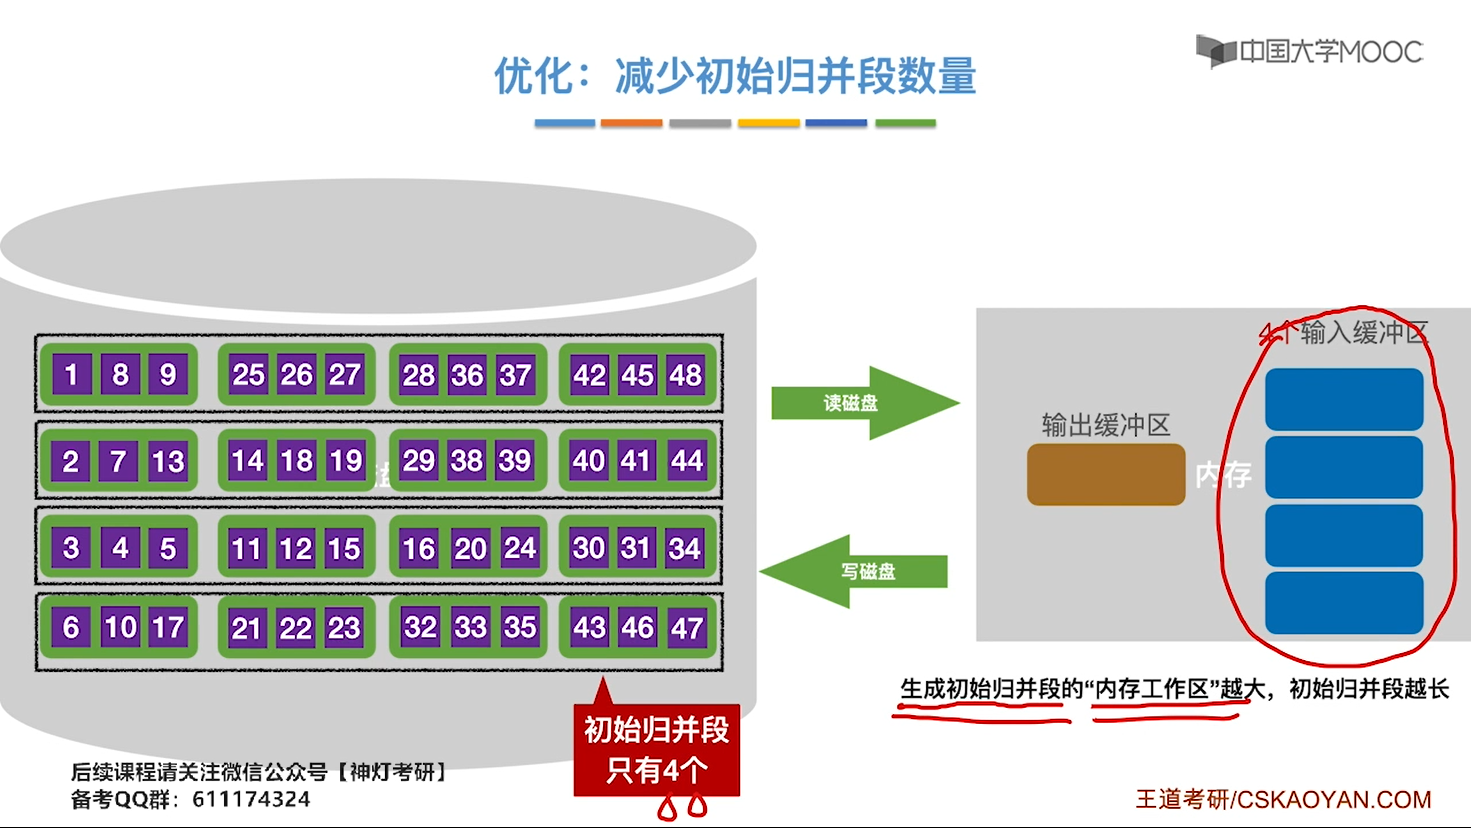 中国大学MOOC
优化：减少初始归并段数量
1 8 9 25 26 27 28 36 37 42 45 48
2 7 13 14 18 19 29 38 39 40 41 44
3 4 5 11 12 15 16 20 24 30 31 34
6 10 17 21 22 23 32 33 35 43 46 47
初始归并段
只有4个
读磁盘
写磁盘
4个输入缓冲区
输出缓冲区
内存
生成初始归并段的“内存工作区”越大，初始归并段越长
后续课程请关注微信公众号【神灯考研】
备考QQ群：611174324
王道考研/CSKAOYAN.COM